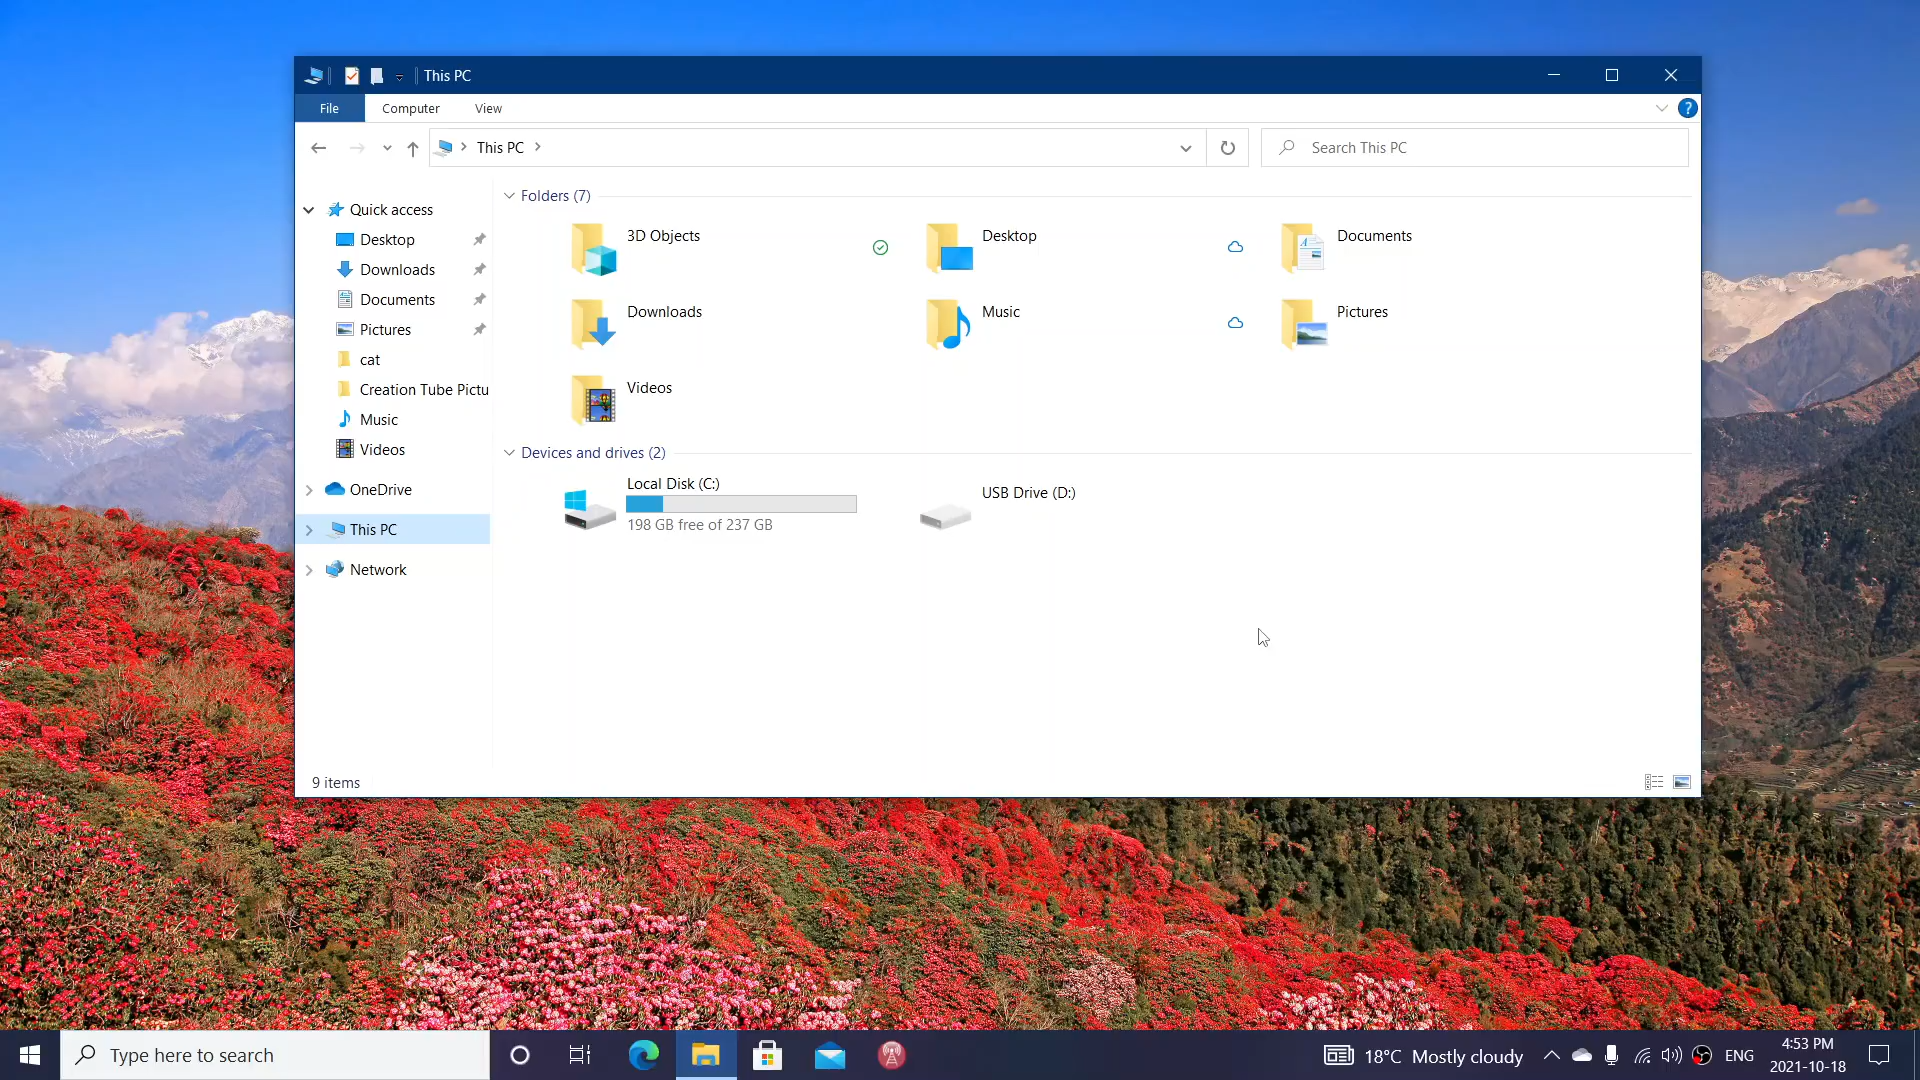 This PC
File Computer View ?
This PC
Search This PC
Quick access
Desktop
Downloads
Documents
Pictures
cat
Creation Tube Pictu
Music
Videos
OneDrive
This PC
Network
Folders (7)
3D Objects
Desktop
Documents
Downloads
Music
Pictures
Videos
Devices and drives (2)
Local Disk (C:)
198 GB free of 237 GB
USB Drive (D:)
9 items
Type here to search
18°C Mostly cloudy
ENG
4:53 PM
2021-10-18